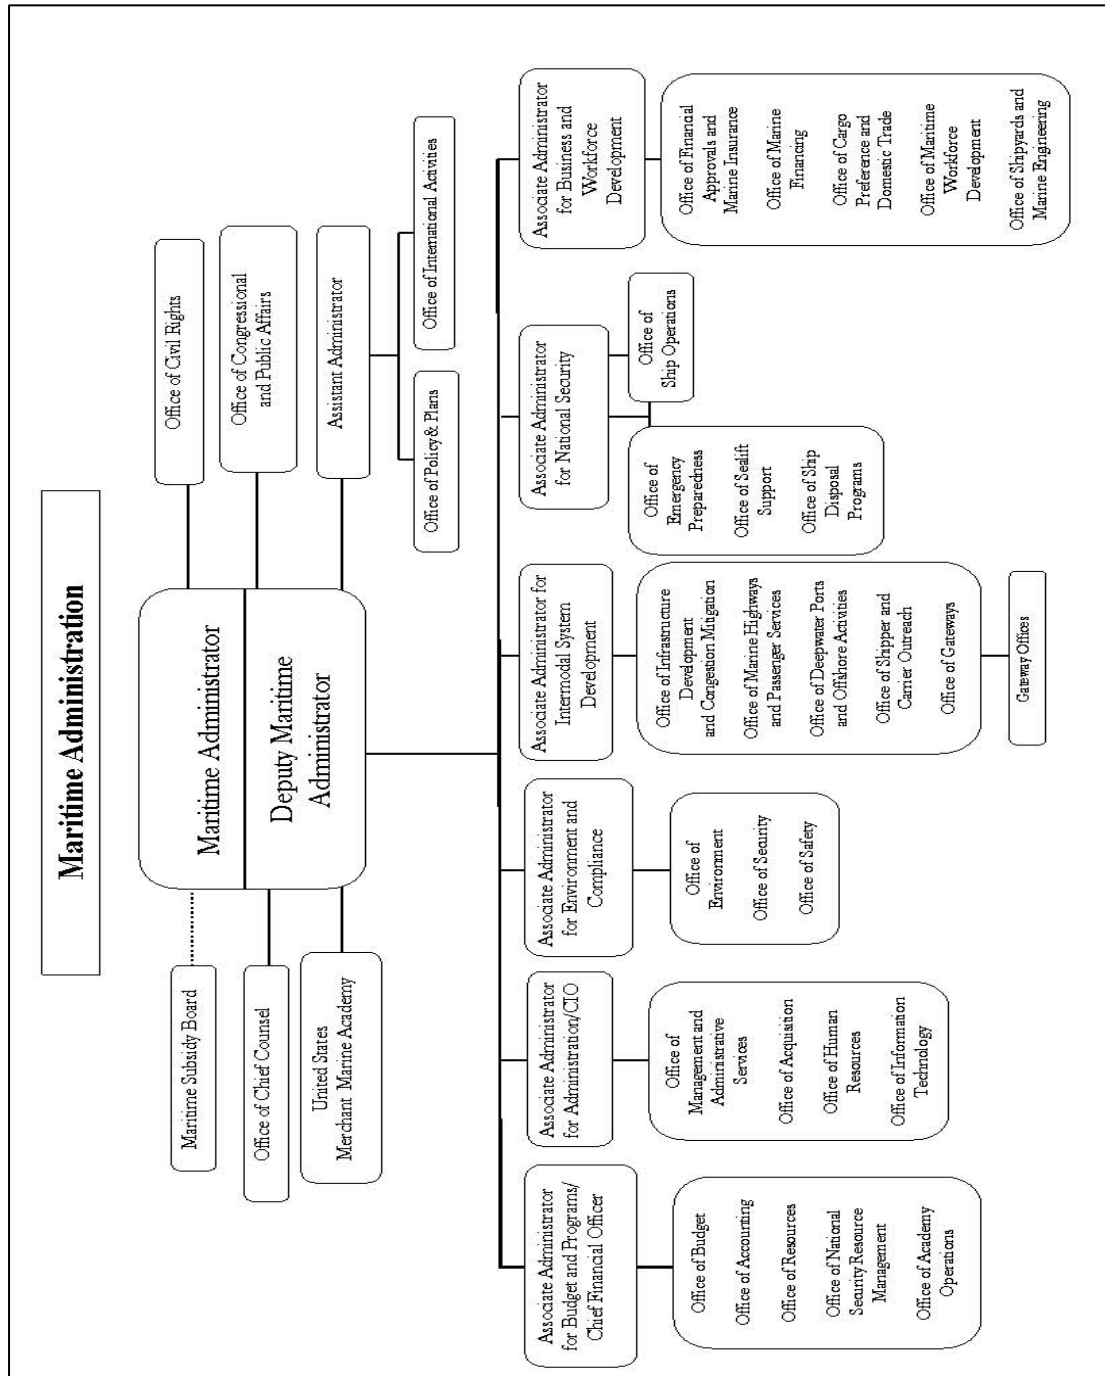 Maritime Administration
Maritime Administrator
Deputy Maritime
Administrator
Maritime Subsidy Board
Office of Chief Counsel
United States
Merchant Marine Academy
Office of Civil Rights
Office of Congressional
and Public Affairs
Assistant Administrator
Office of Policy & Plans
Office of International Activities
Associate Administrator
for Budget and Programs/
Chief Financial Officer
Office of Budget
Office of Accounting
Office of Resources
Office of National
Security Resource
Management
Office of Academy
Operations
Associate Administrator
for Administration/CIO
Office of
Management and
Administrative
Services
Office of Acquisition
Office of Human
Resources
Office of Information
Technology
Associate Administrator
for Environment and
Compliance
Office of
Environment
Office of Security
Office of Safety
Associate Administrator for
Intermodal System
Development
Office of Infrastructure
Development
and Congestion Mitigation
Office of Marine Highways
and Passenger Services
Office of Deepwater Ports
and Offshore Activities
Office of Shipper and
Carrier Outreach
Office of Gateways
Gateway Offices
Associate Administrator
for National Security
Office of
Emergency
Preparedness
Office of Sealift
Support
Office of Ship
Disposal
Programs
Office of
Ship Operations
Associate Administrator
for Business and
Workforce
Development
Office of Financial
Approvals and
Marine Insurance
Office of Marine
Financing
Office of Cargo
Preference and
Domestic Trade
Office of Maritime
Workforce
Development
Office of Shipyards and
Marine Engineering